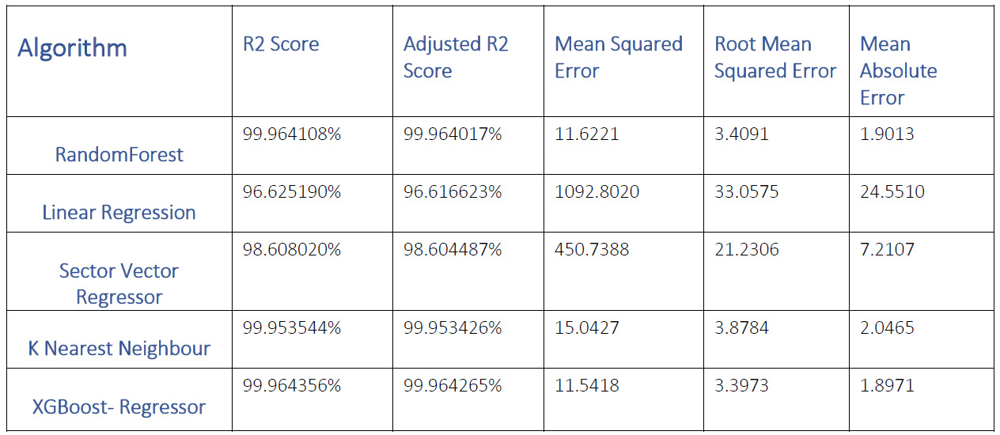 Algorithm R2 Score Adjusted R2 Score Mean Squared Error Root Mean Squared Error Mean Absolute Error
RandomForest 99.964108% 99.964017% 11.6221 3.4091 1.9013
Linear Regression 96.625190% 96.616623% 1092.8020 33.0575 24.5510
Sector Vector Regressor 98.608020% 98.604487% 450.7388 21.2306 7.2107
K Nearest Neighbour 99.953544% 99.953426% 15.0427 3.8784 2.0465
XGBoost- Regressor 99.964356% 99.964265% 11.5418 3.3973 1.8971